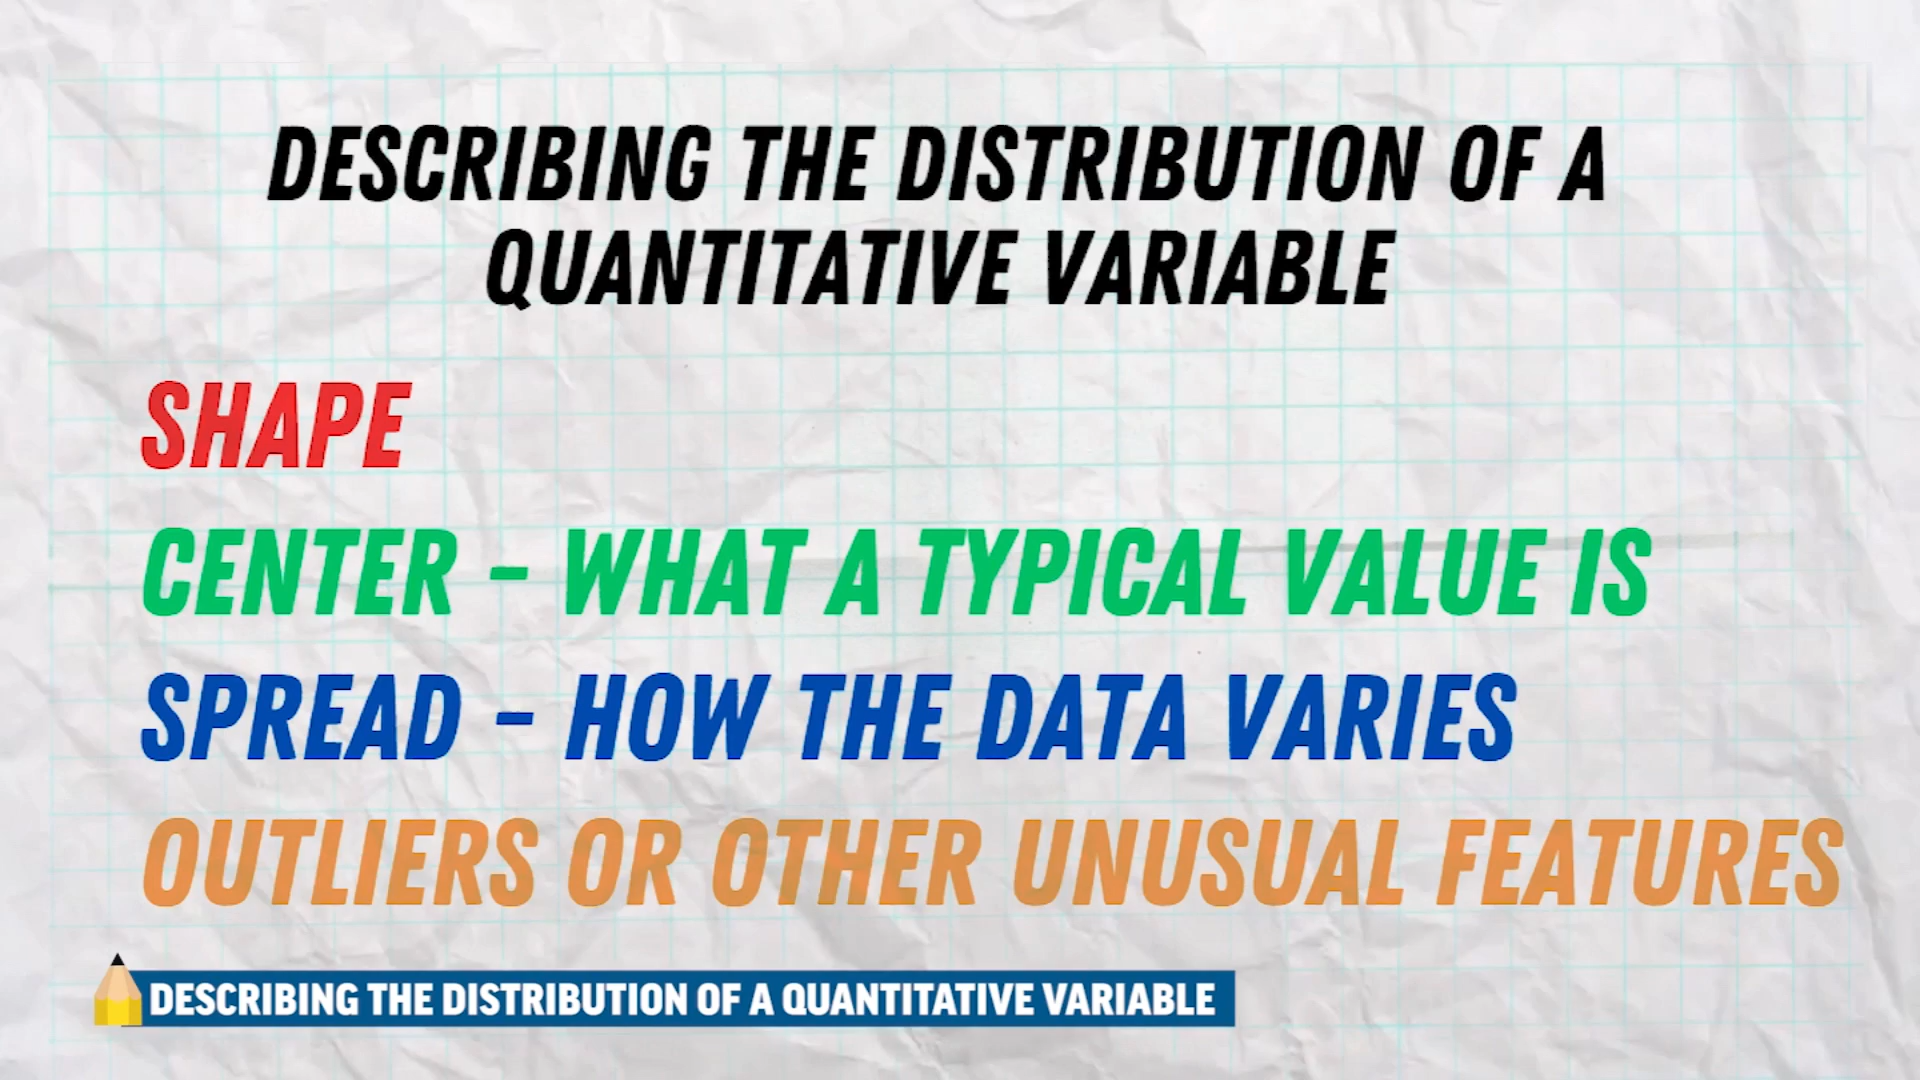 DESCRIBING THE DISTRIBUTION OF A
QUANTITATIVE VARIABLE
SHAPE
CENTER - WHAT A TYPICAL VALUE IS
SPREAD - HOW THE DATA VARIES
OUTLIERS OR OTHER UNUSUAL FEATURES
DESCRIBING THE DISTRIBUTION OF A QUANTITATIVE VARIABLE